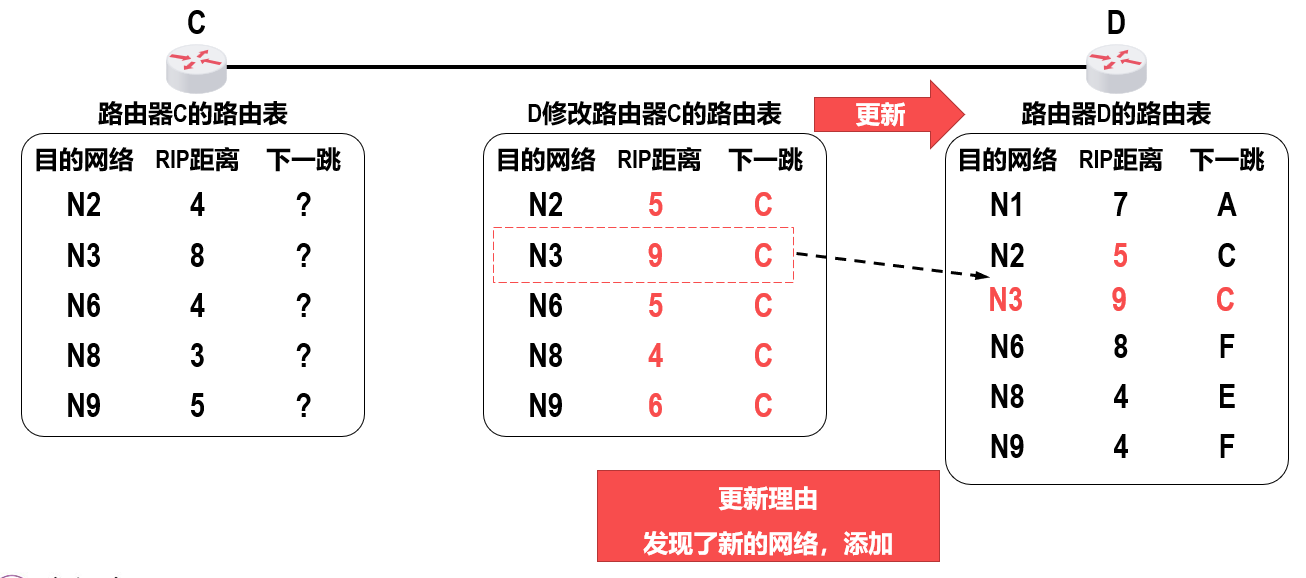 C
D
路由器C的路由表
D修改路由器C的路由表
更新
路由器D的路由表
目的网络 RIP距离 下一跳
N2 4 ?
N3 8 ?
N6 4 ?
N8 3 ?
N9 5 ?
目的网络 RIP距离 下一跳
N2 5 C
N3 9 C
N6 5 C
N8 4 C
N9 6 C
目的网络 RIP距离 下一跳
N1 7 A
N2 5 C
N3 9 C
N6 8 F
N8 4 E
N9 4 F
更新理由
发现了新的网络，添加